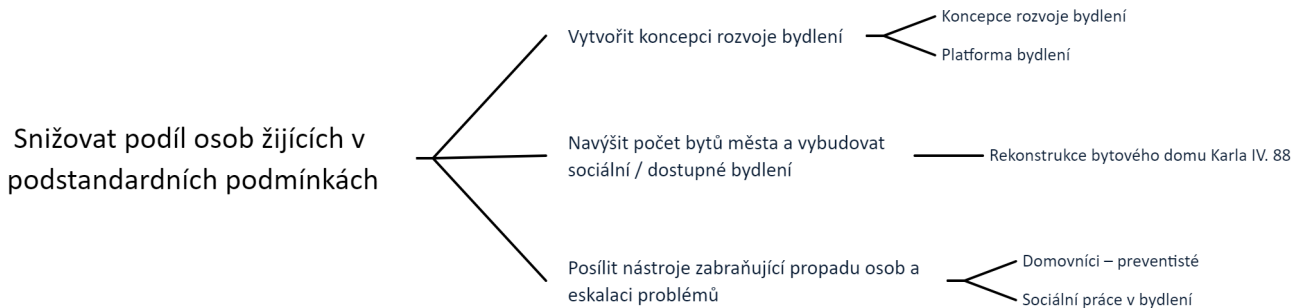 Snižovat podíl osob žijících v
podstandardních podmínkách
Vytvořit koncepci rozvoje bydlení
Koncepce rozvoje bydlení
Platforma bydlení
Navýšit počet bytů města a vybudovat
sociální / dostupné bydlení
Rekonstrukce bytového domu Karla IV. 88
Posílit nástroje zabraňující propadu osob a
eskalaci problémů
Domovníci – preventisté
Sociální práce v bydlení